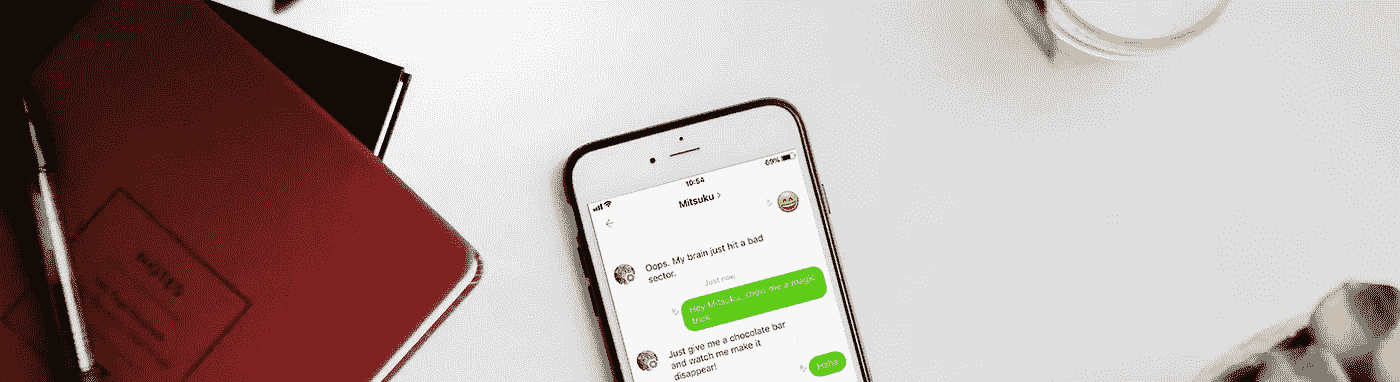 NOTES
10:54
69%
Mitsuku >
Oops. My brain just hit a bad
sector.
Just now
Hey Mitsuku, show me a magic
trick
Just give me a chocolate bar
and watch me make it
disappear!
Haha